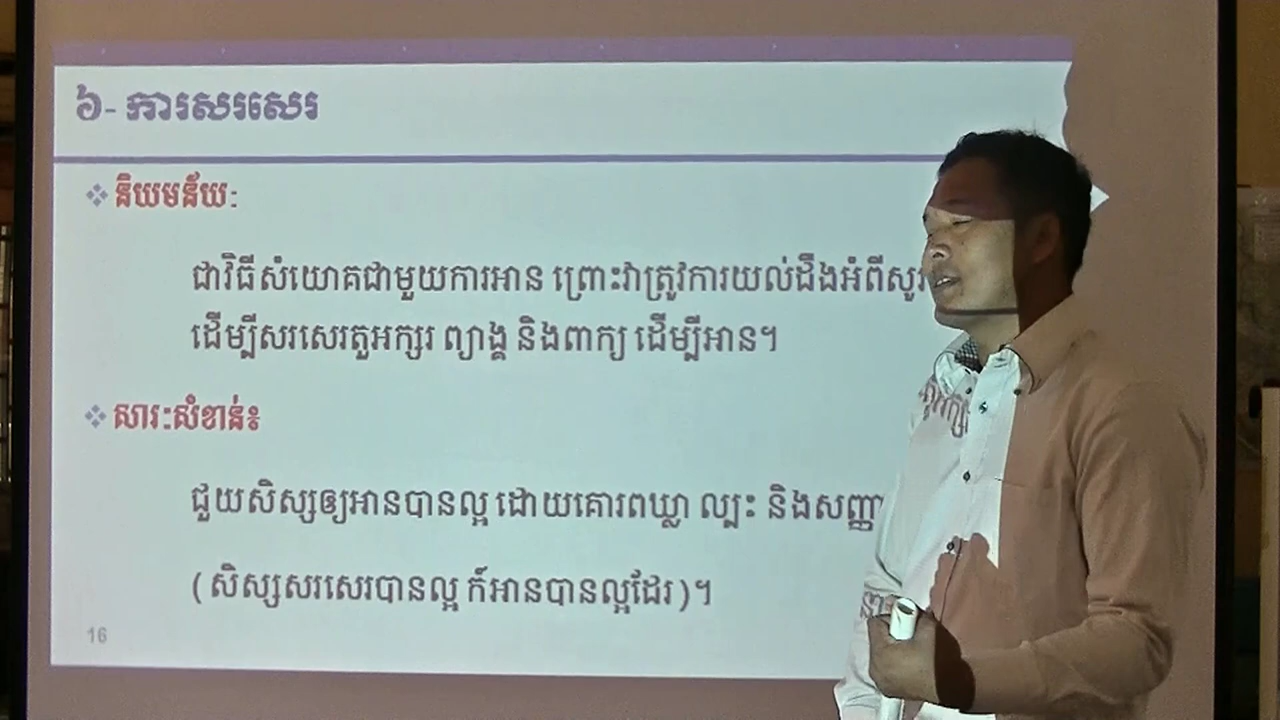 ៦- ការសរសេរ
❖ និយមន័យ:
ជាវិធីសំយោគជាមួយការអាន ព្រោះវាត្រូវការយល់ដឹងអំពីសូរ
ដើម្បីសរសេរតួអក្សរ ព្យាង្គ និងពាក្យ ដើម្បីអាន។
❖ សារៈសំខាន់៖
ជួយសិស្សឲ្យអានបានល្អ ដោយគោរពឃ្លា ល្បះ និងសញ្ញា
( សិស្សសរសេរបានល្អ ក៍អានបានល្អដែរ )។
16